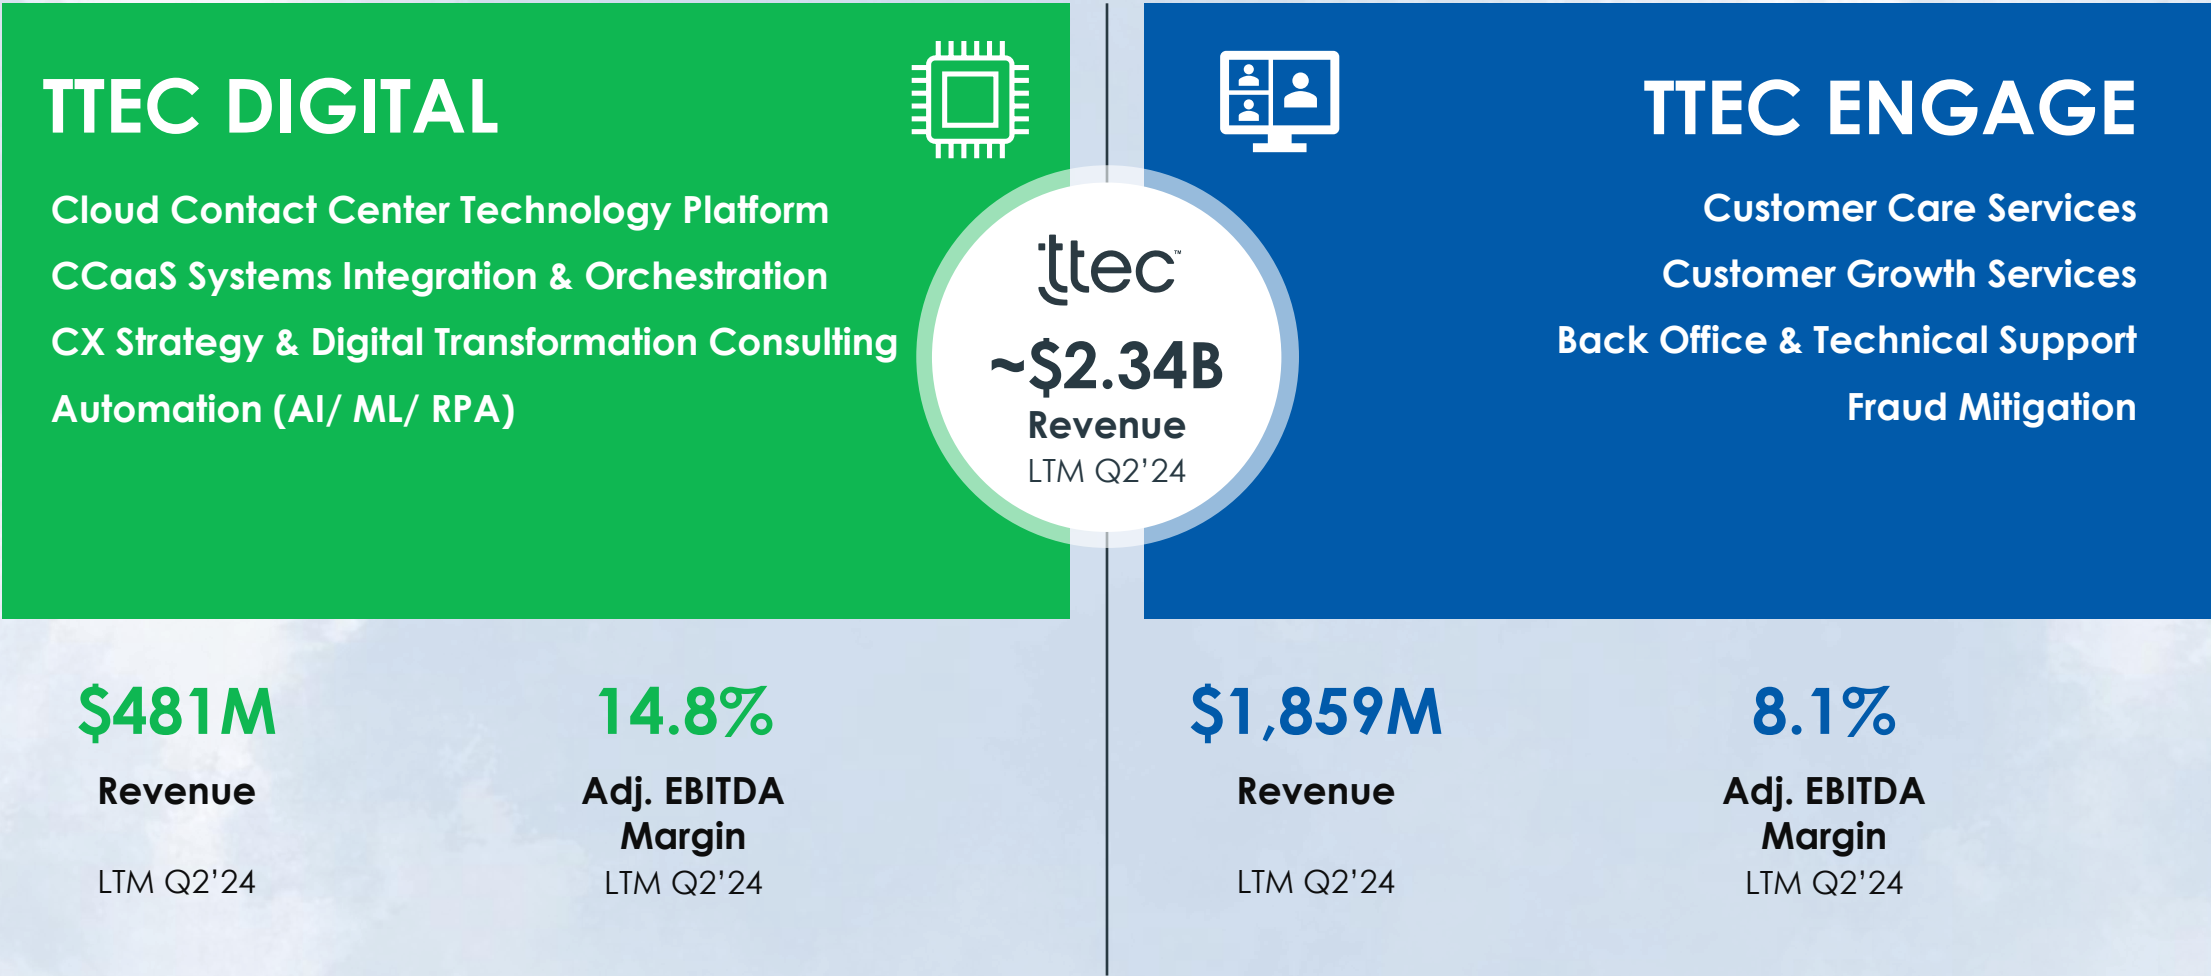 TTEC DIGITAL
Cloud Contact Center Technology Platform
CCaaS Systems Integration & Orchestration
CX Strategy & Digital Transformation Consulting
Automation (AI/ ML/ RPA)
ttec™
~$2.34B
Revenue
LTM Q2’24
TTEC ENGAGE
Customer Care Services
Customer Growth Services
Back Office & Technical Support
Fraud Mitigation
$481M
Revenue
LTM Q2’24
14.8%
Adj. EBITDA
Margin
LTM Q2’24
$1,859M
Revenue
LTM Q2’24
8.1%
Adj. EBITDA
Margin
LTM Q2’24